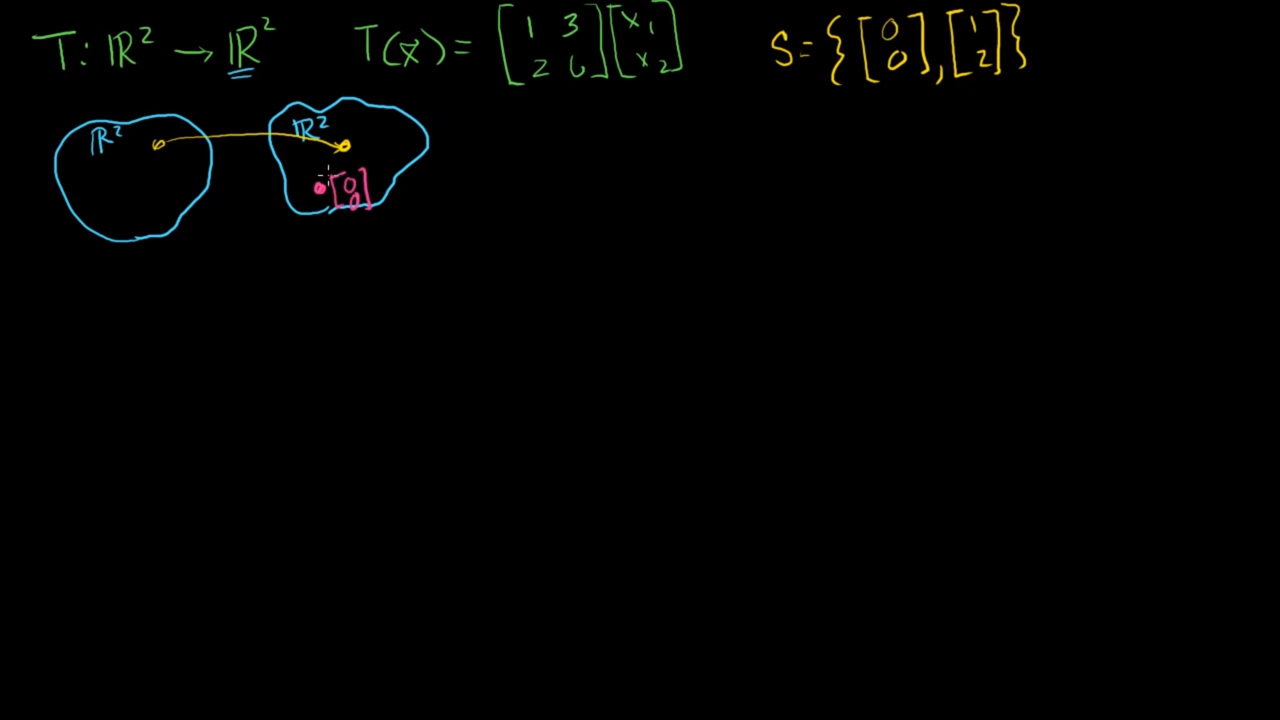 T: ℝ² → ℝ² T(x⃗) = [1 3; 2 6][x₁; x₂] S = {[0; 0], [1; 2]}
ℝ² ℝ²
[0; 0]